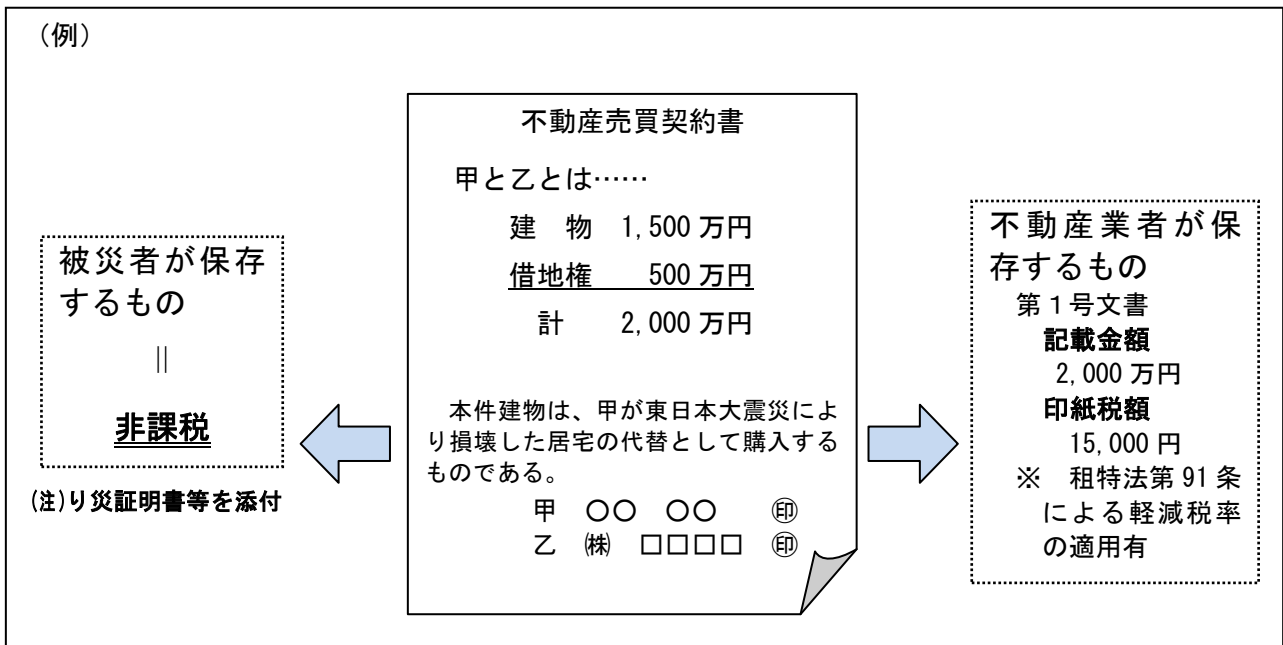 （例）
不動産売買契約書
甲と乙とは……
建　物　1,500 万円
借地権　　500 万円
計　　2,000 万円
本件建物は、甲が東日本大震災によ
り損壊した居宅の代替として購入する
ものである。
甲　○○　○○　　㊞
乙　㈱　□□□□　㊞
被災者が保存
するもの
||
非課税
(注)り災証明書等を添付
不動産業者が保
存するもの
第１号文書
記載金額
2,000 万円
印紙税額
15,000 円
※　租特法第 91 条
による軽減税率
の適用有